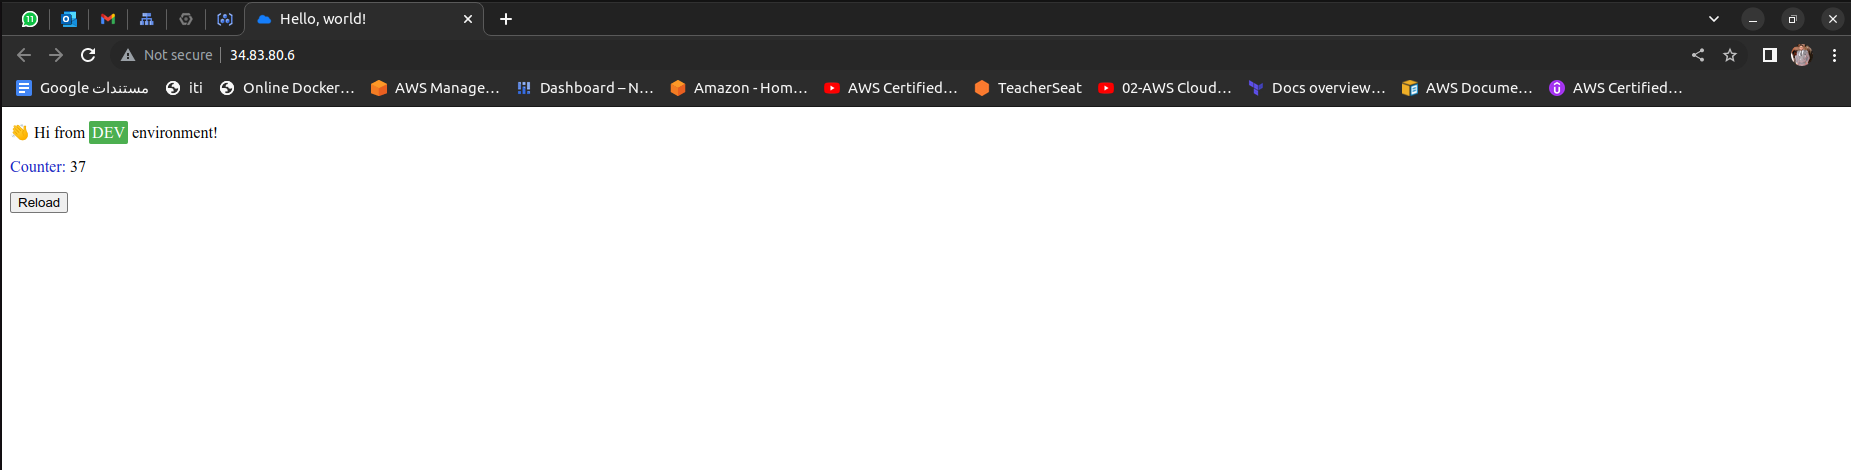 11
Hello, world!
Not secure 34.83.80.6
Google مستندات iti Online Docker... AWS Manage... Dashboard – N... Amazon - Hom... AWS Certified... TeacherSeat 02-AWS Cloud... Docs overview... AWS Docume... AWS Certified...
👋 Hi from DEV environment!
Counter: 37
Reload